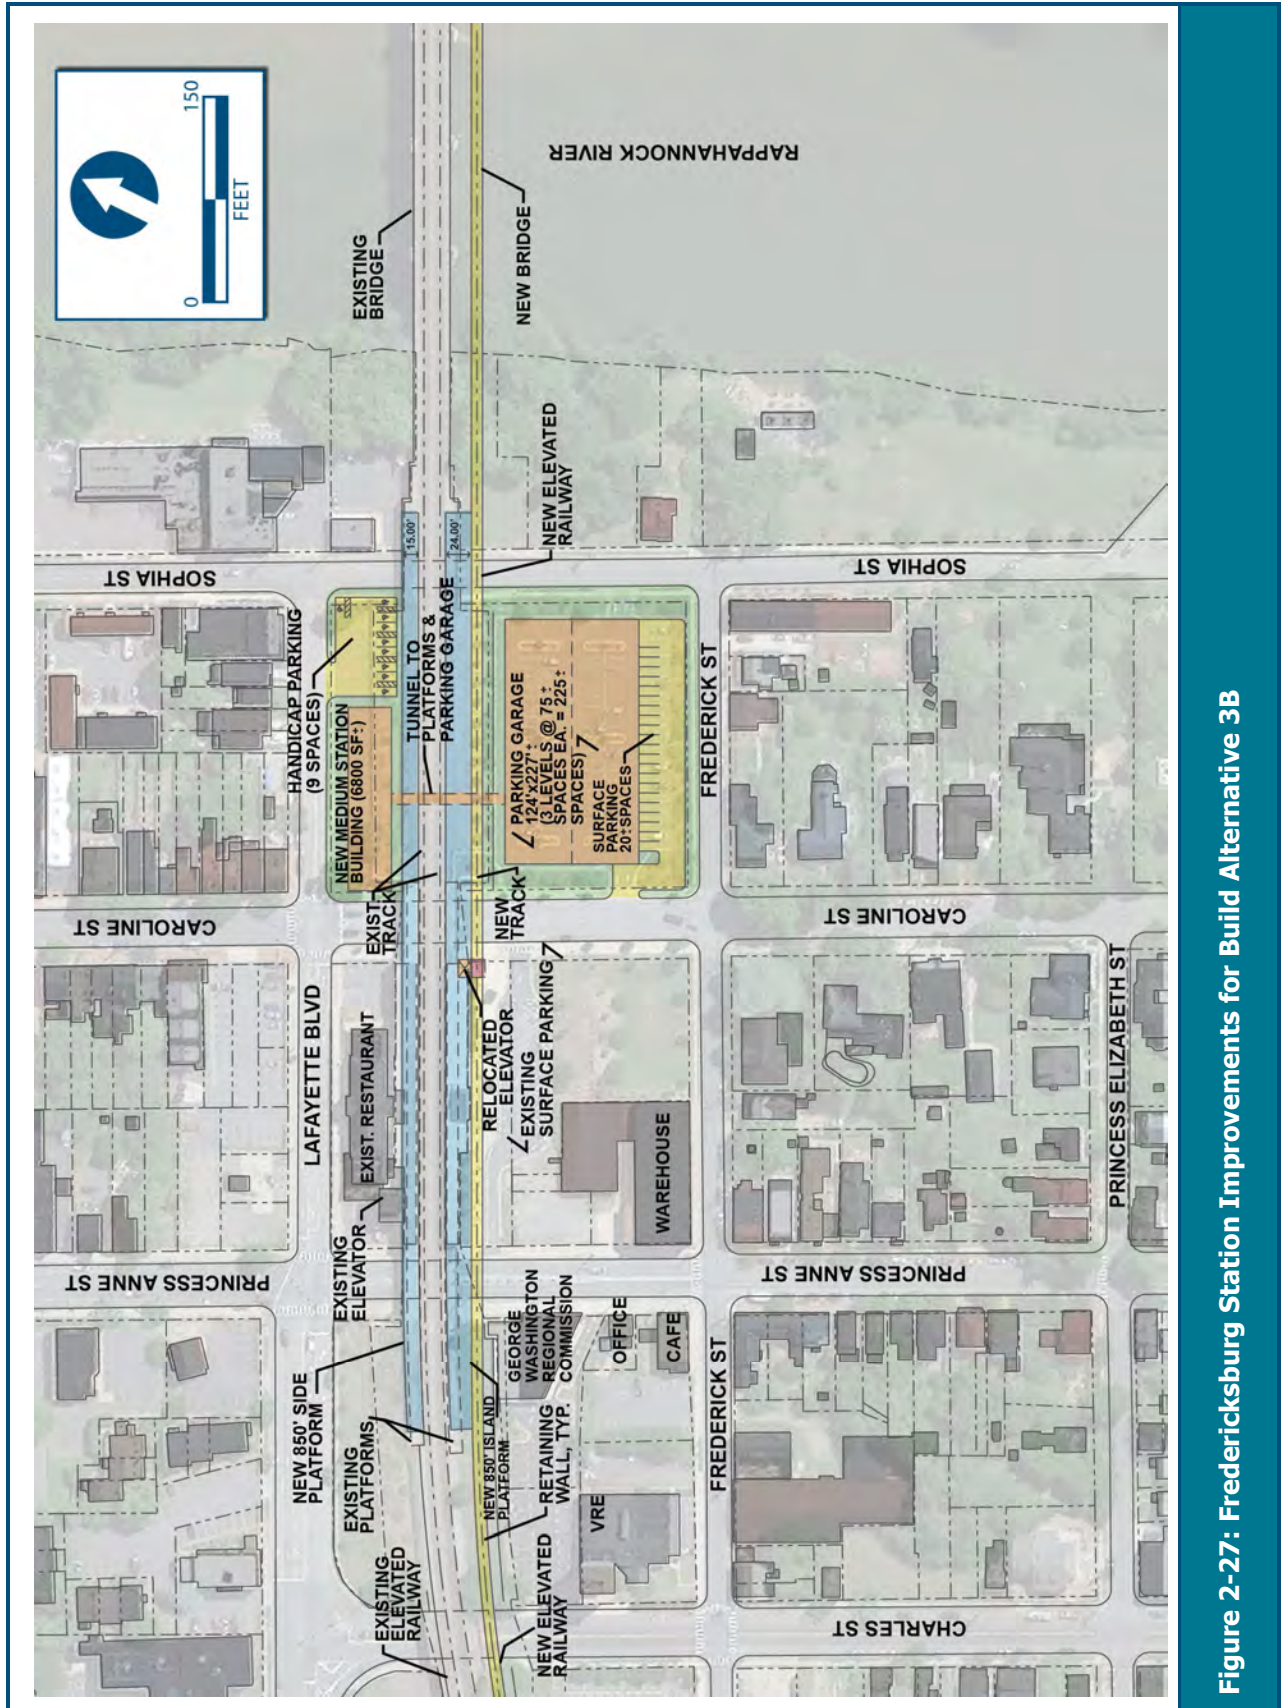 0
150
FEET
RAPPAHANNOCK RIVER
EXISTING
BRIDGE
NEW BRIDGE
NEW ELEVATED
RAILWAY
15.00'
24.00'
SOPHIA ST
SOPHIA ST
HANDICAP PARKING
(9 SPACES)
NEW MEDIUM STATION
BUILDING (6800 SF±)
TUNNEL TO
PLATFORMS &
PARKING GARAGE
PARKING GARAGE
124'x227'±
(3 LEVELS @ 75±
SPACES EA. = 225±
SPACES)
SURFACE
PARKING
20±SPACES
FREDERICK ST
CAROLINE ST
CAROLINE ST
EXIST.
TRACK
NEW
TRACK
LAFAYETTE BLVD
EXIST. RESTAURANT
RELOCATED
ELEVATOR
EXISTING
SURFACE PARKING
WAREHOUSE
PRINCESS ELIZABETH ST
EXISTING
ELEVATOR
PRINCESS ANNE ST
PRINCESS ANNE ST
NEW 850' SIDE
PLATFORM
EXISTING
PLATFORMS
NEW 850' ISLAND
PLATFORM
GEORGE
WASHINGTON
REGIONAL
COMMISSION
OFFICE
CAFE
RETAINING
WALL, TYP.
VRE
FREDERICK ST
EXISTING
ELEVATED
RAILWAY
NEW ELEVATED
RAILWAY
CHARLES ST
Figure 2-27: Fredericksburg Station Improvements for Build Alternative 3B